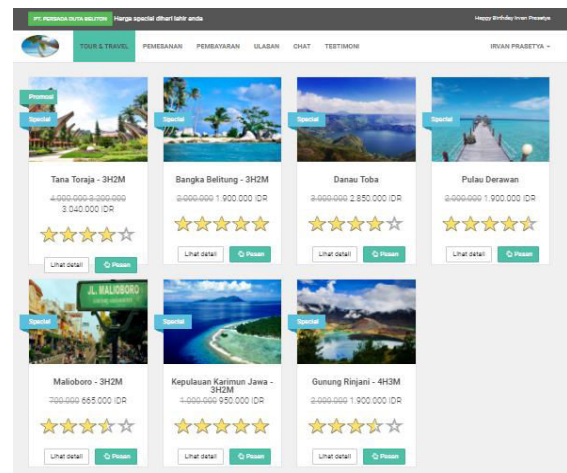 PT. PERSADA DUTA BELITON Harga special dihari lahir anda
Happy Birthday Irvan Prasetya
TOUR & TRAVEL PEMESANAN PEMBAYARAN ULASAN CHAT TESTIMONI IRVAN PRASETYA
Promosi
Special Special Special Special
Tana Toraja - 3H2M
4.000.000 3.200.000
3.040.000 IDR
Lihat detail Pesan
Bangka Belitung - 3H2M
2.000.000 1.900.000 IDR
Lihat detail Pesan
Danau Toba
3.000.000 2.850.000 IDR
Lihat detail Pesan
Pulau Derawan
2.000.000 1.900.000 IDR
Lihat detail Pesan
JL. MALIOBORO
Special Special Special
Malioboro - 3H2M
700.000 665.000 IDR
Lihat detail Pesan
Kepulauan Karimun Jawa -
3H2M
1.000.000 950.000 IDR
Lihat detail Pesan
Gunung Rinjani - 4H3M
2.000.000 1.900.000 IDR
Lihat detail Pesan